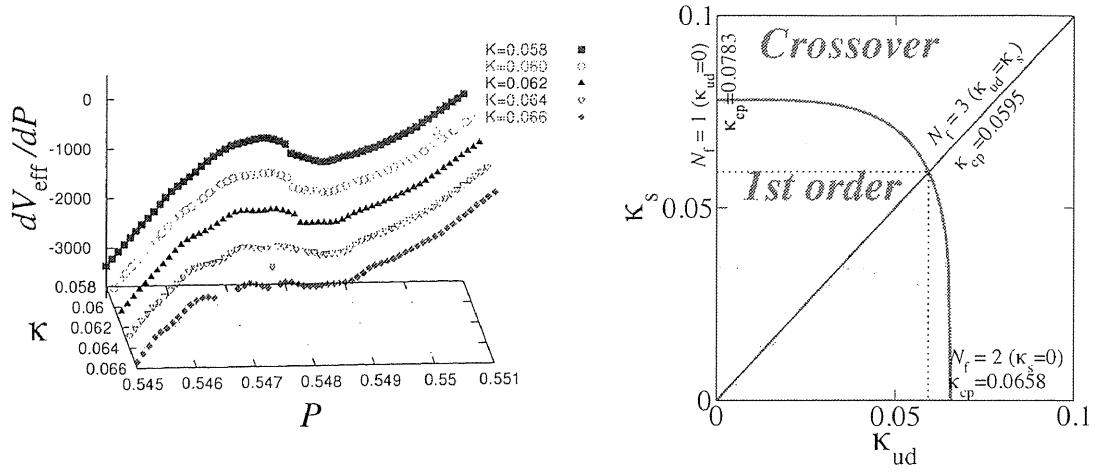 K=0.058
K=0.060
K=0.062
K=0.064
K=0.066
dV_eff/dP
0
-1000
-2000
-3000
0.058
0.06
0.062
0.064
0.066
κ
0.545
0.546
0.547
0.548
0.549
0.55
0.551
P
0.1
κ_s
0.05
0
N_f = 1 (κ_ud=0)
κ_cp=0.0783
Crossover
N_f = 3 (κ_ud=κ_s)
κ_cp=0.0595
1st order
N_f = 2 (κ_s=0)
κ_cp=0.0658
0
0.05
0.1
κ_ud